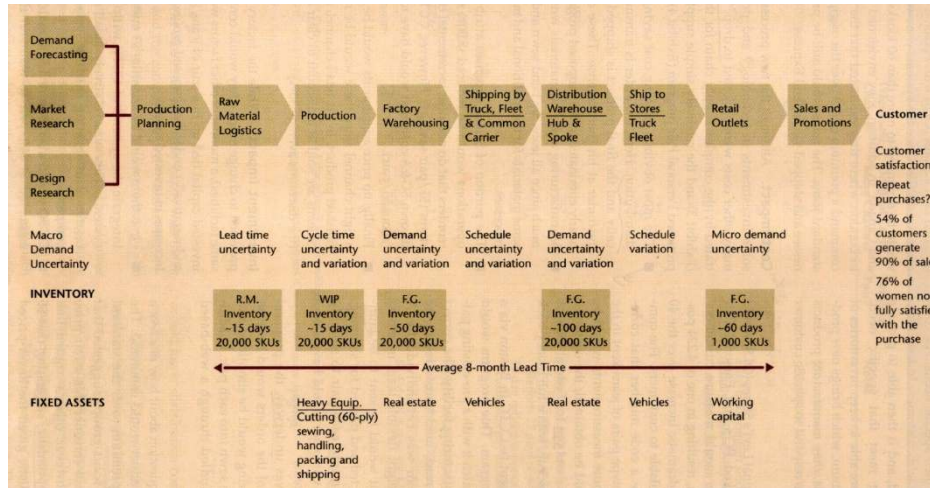 Demand
Forecasting
Market
Research
Design
Research
Production
Planning
Raw
Material
Logistics
Production
Factory
Warehousing
Shipping by
Truck, Fleet
& Common
Carrier
Distribution
Warehouse
Hub &
Spoke
Ship to
Stores
Truck
Fleet
Retail
Outlets
Sales and
Promotions
Customer
Customer
satisfaction
Repeat
purchases?
54% of
customers
generate
90% of
76% of
women
fully
with the
purchase
Macro
Demand
Uncertainty
Lead time
uncertainty
Cycle time
uncertainty
and variation
Demand
uncertainty
and variation
Schedule
uncertainty
and variation
Demand
uncertainty
and variation
Schedule
variation
Micro demand
uncertainty
INVENTORY
R.M.
Inventory
~15 days
20,000 SKUs
WIP
Inventory
~15 days
20,000 SKUs
F.G.
Inventory
~50 days
20,000 SKUs
F.G.
Inventory
~100 days
20,000 SKUs
F.G.
Inventory
~60 days
1,000 SKUs
Average 8-month Lead Time
FIXED ASSETS
Heavy Equip.
Cutting (60-ply)
sewing,
handling,
packing and
shipping
Real estate
Vehicles
Real estate
Vehicles
Working
capital